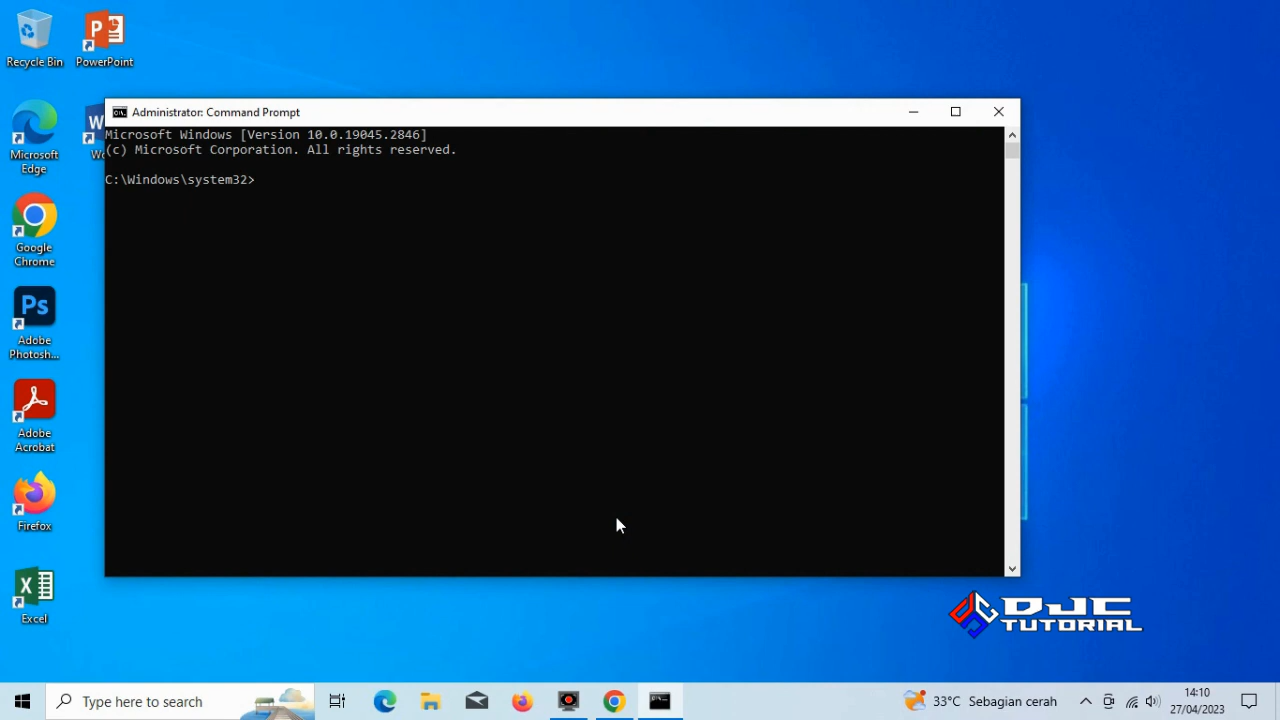 Recycle Bin
PowerPoint
Administrator: Command Prompt
Microsoft Windows [Version 10.0.19045.2846]
(c) Microsoft Corporation. All rights reserved.
C:\Windows\system32>
Microsoft
Edge
Google
Chrome
Ps
Adobe
Photosh...
Adobe
Acrobat
Firefox
Excel
DJC
TUTORIAL
Type here to search
33°C Sebagian cerah
14:10
27/04/2023